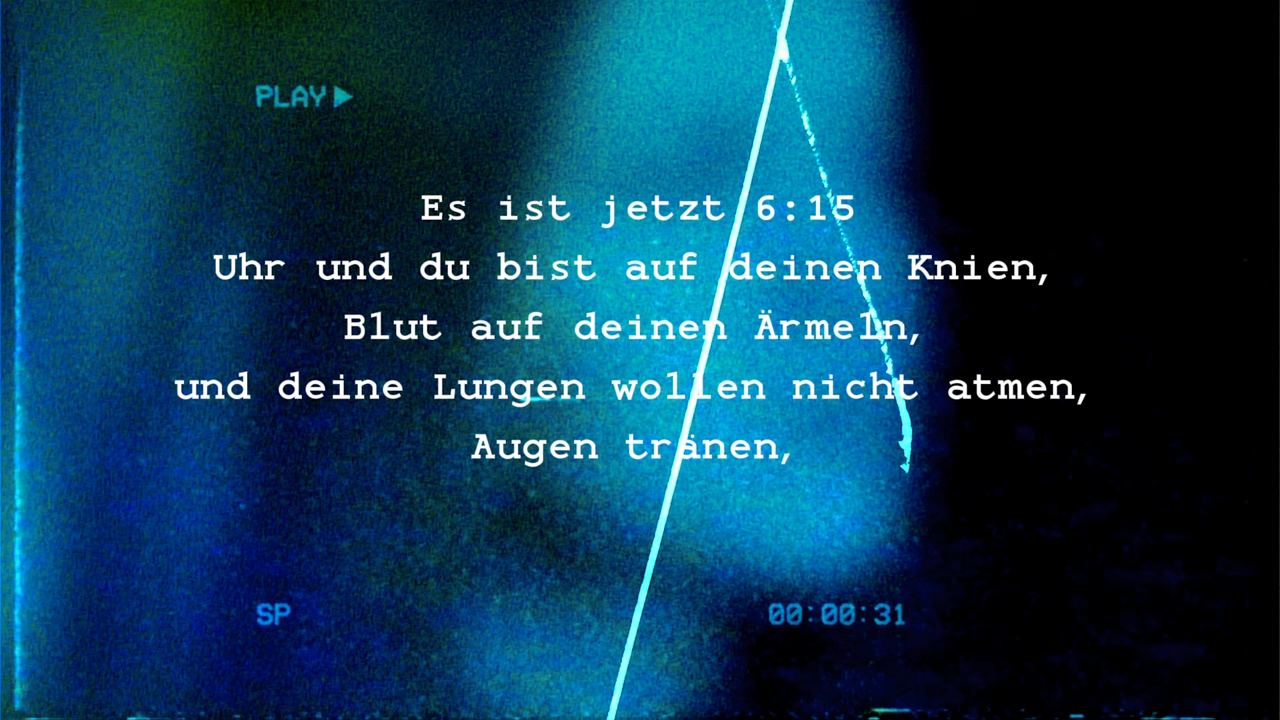 PLAY▶
Es ist jetzt 6:15
Uhr und du bist auf deinen Knien,
Blut auf deinen Ärmeln,
und deine Lungen wollen nicht atmen,
Augen tränen,
SP
00:00:31